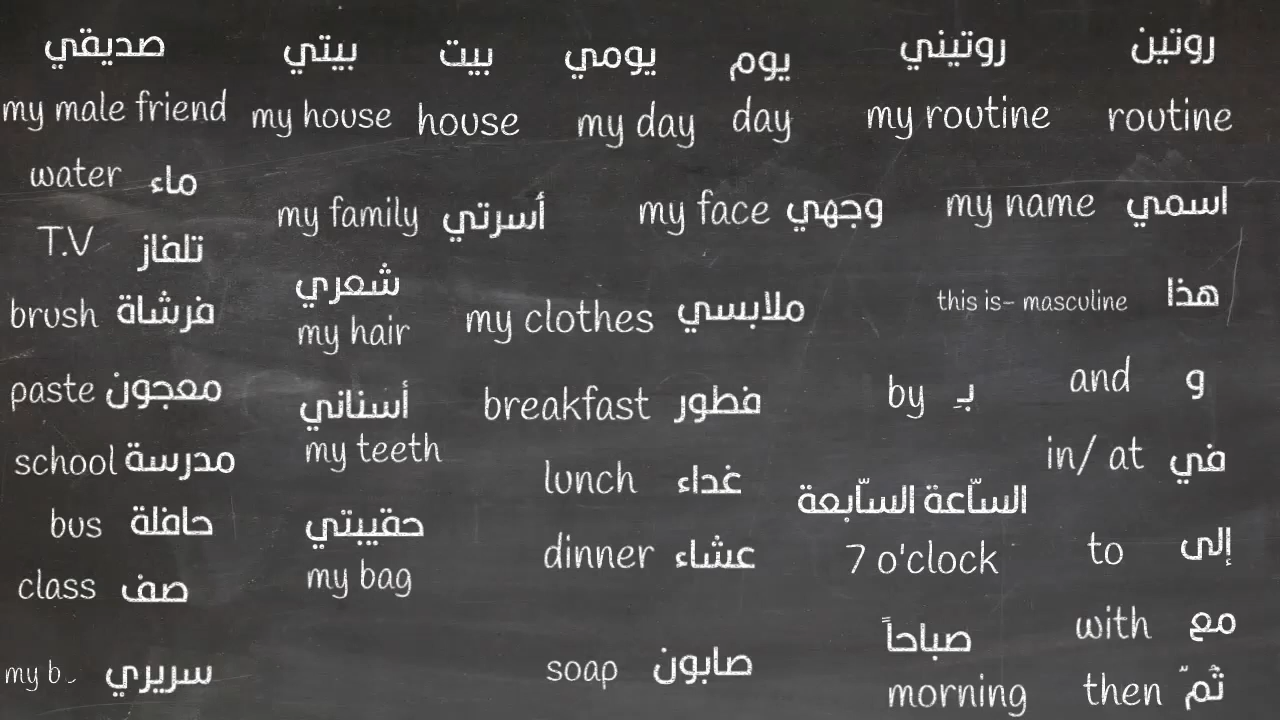 روتين
routine
روتيني
my routine
يوم
day
يومي
my day
بيت
house
بيتي
my house
صديقي
my male friend
اسمي my name
هذا this is- masculine
و and
في in/ at
إلى to
مع with
ثمّ then
وجهي my face
ملابسي my clothes
بـِ by
السّاعة السّابعة
7 o'clock
صباحاً
morning
فطور breakfast
غداء lunch
عشاء dinner
صابون soap
أسرتي my family
شعري
my hair
أسناني
my teeth
حقيبتي
my bag
ماء water
تلفاز T.V
فرشاة brush
معجون paste
مدرسة school
حافلة bus
صف class
سريري my b